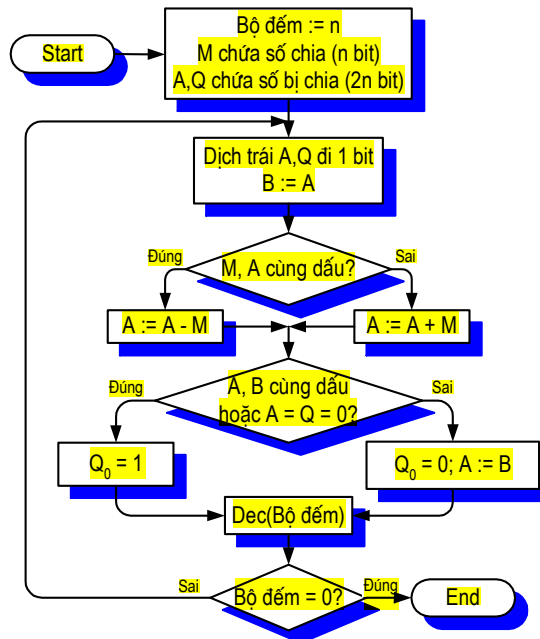 Start
Bộ đếm := n
M chứa số chia (n bit)
A,Q chứa số bị chia (2n bit)
Dịch trái A,Q đi 1 bit
B := A
M, A cùng dấu?
Đúng
Sai
A := A - M
A := A + M
A, B cùng dấu
hoặc A = Q = 0?
Đúng
Sai
Q₀ = 1
Q₀ = 0; A := B
Dec(Bộ đếm)
Bộ đếm = 0?
Sai
Đúng
End